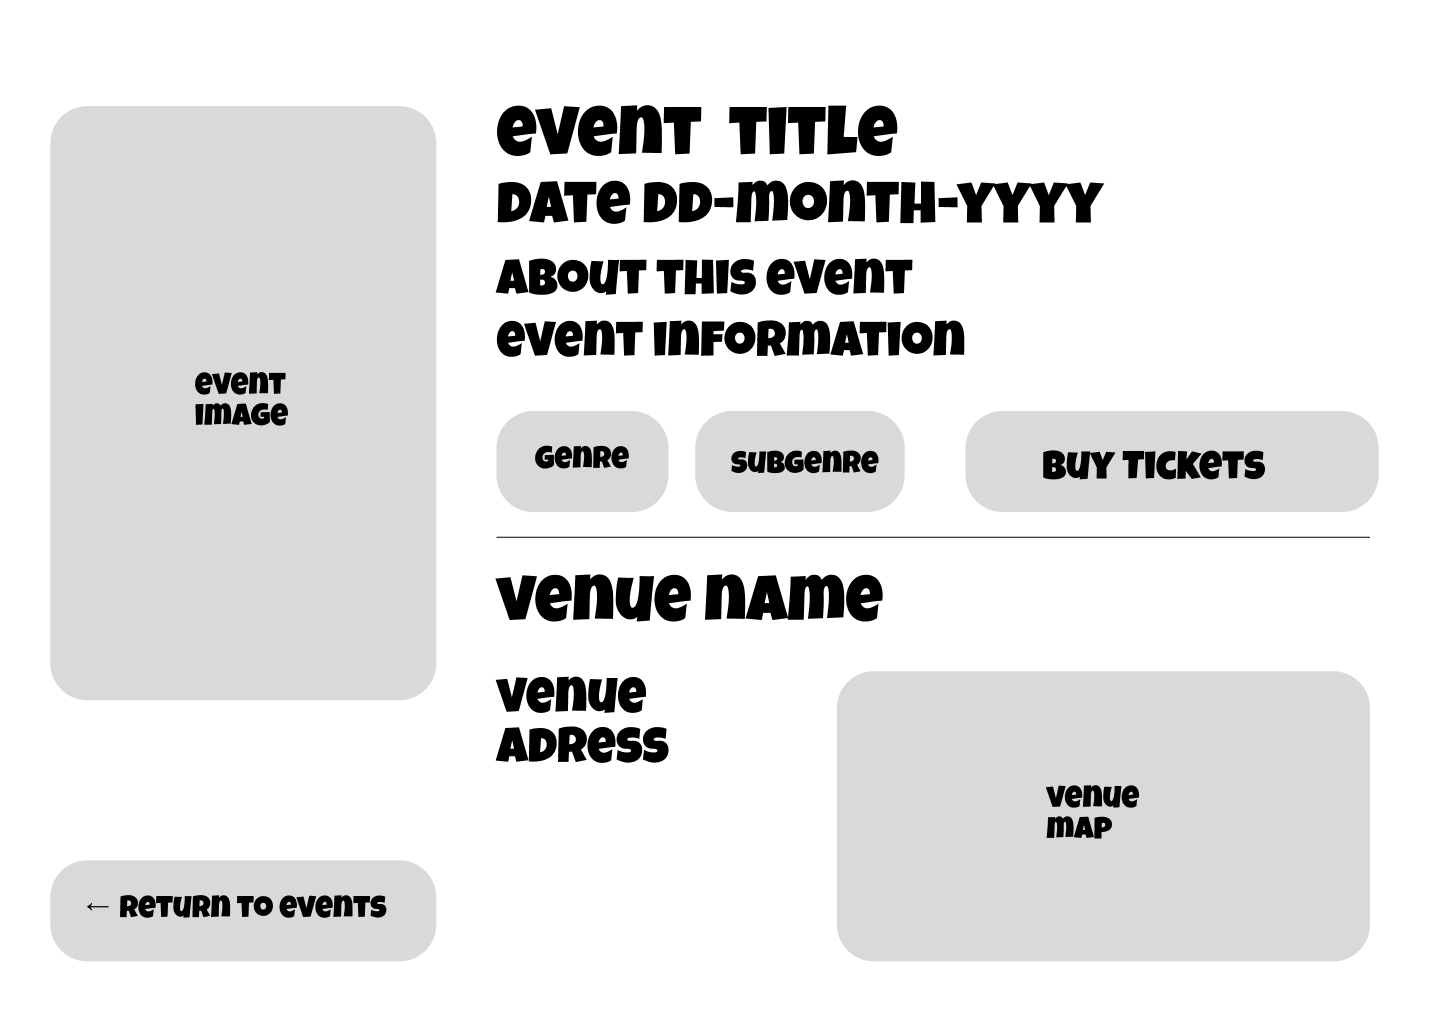 event title
Date DD-month-YYYY
About this event
event information
event
image
Genre
subgenre
Buy tickets
venue name
venue
adress
venue
map
← Return to events